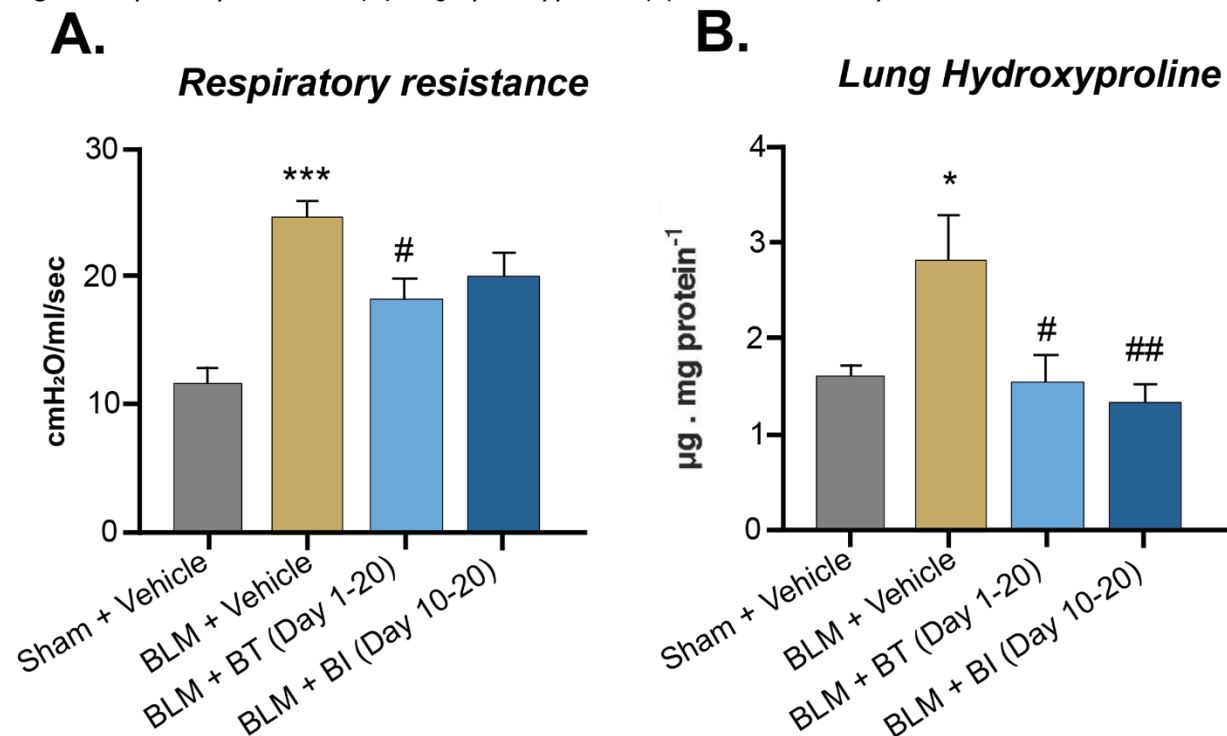 A.
Respiratory resistance
30
20
10
0
cmH₂O/ml/sec
***
#
Sham + Vehicle
BLM + Vehicle
BLM + BT (Day 1-20)
BLM + BI (Day 10-20)
B.
Lung Hydroxyproline
4
3
2
1
0
µg . mg protein⁻¹
*
#
##
Sham + Vehicle
BLM + Vehicle
BLM + BT (Day 1-20)
BLM + BI (Day 10-20)